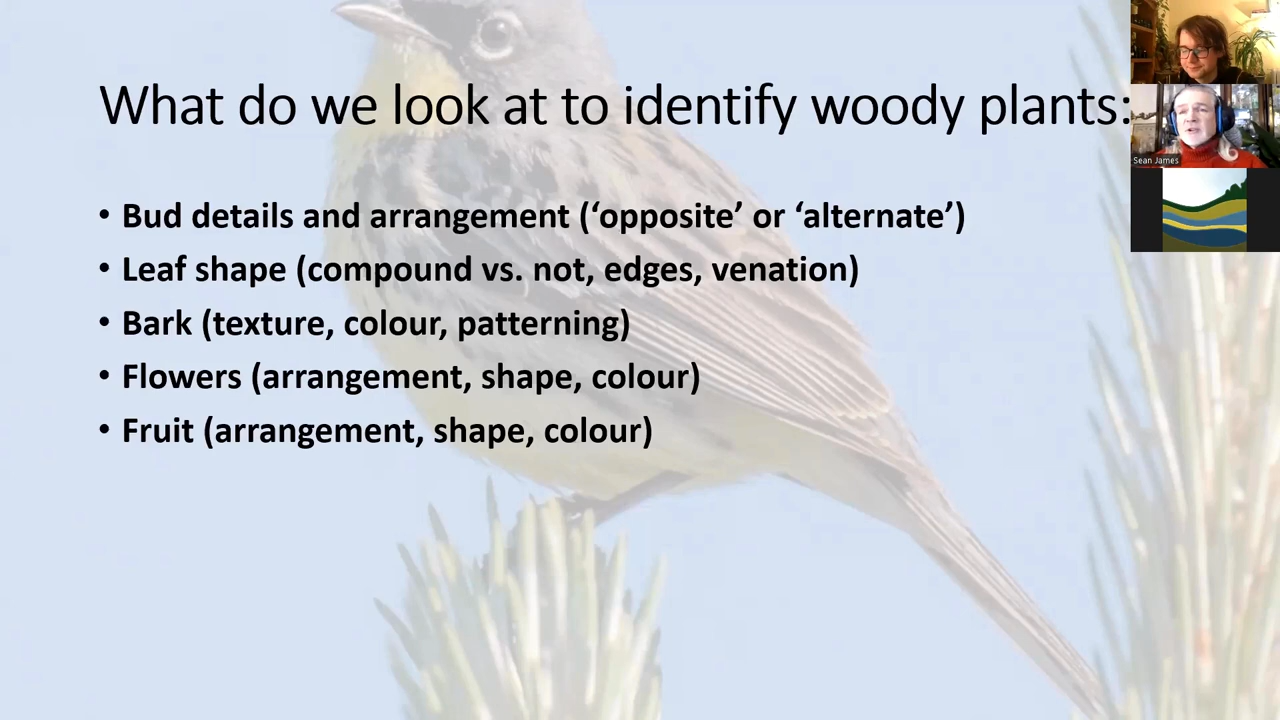 What do we look at to identify woody plants:
• Bud details and arrangement (‘opposite’ or ‘alternate’)
• Leaf shape (compound vs. not, edges, venation)
• Bark (texture, colour, patterning)
• Flowers (arrangement, shape, colour)
• Fruit (arrangement, shape, colour)
Sean James